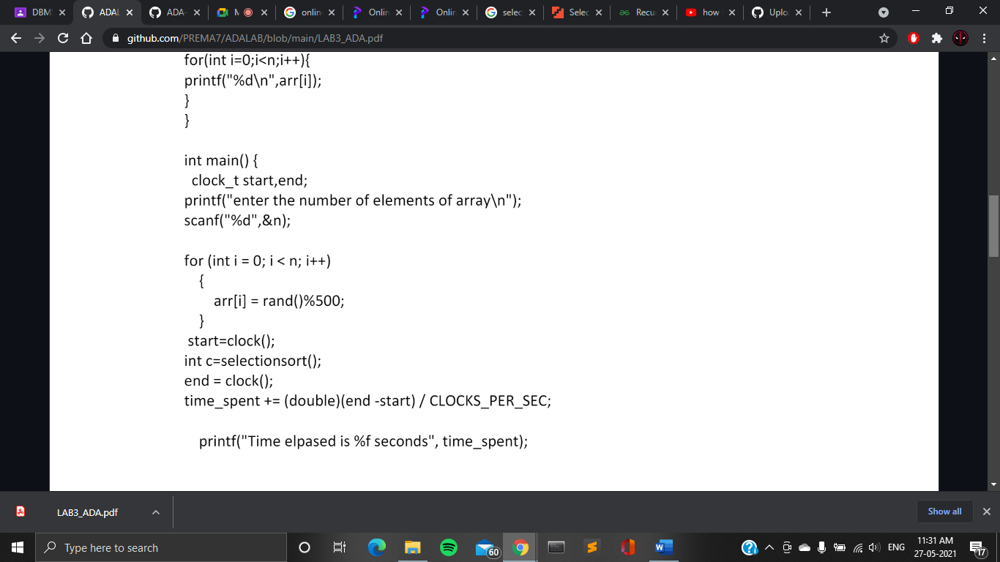 DBM
ADAL
ADA-
M
onlin
Onlin
Onlin
selec
Selec
Recu
how
Uplo
github.com/PREMA7/ADALAB/blob/main/LAB3_ADA.pdf
for(int i=0;i<n;i++){
printf("%d\n",arr[i]);
}
}
int main() {
clock_t start,end;
printf("enter the number of elements of array\n");
scanf("%d",&n);
for (int i = 0; i < n; i++)
{
arr[i] = rand()%500;
}
start=clock();
int c=selectionsort();
end = clock();
time_spent += (double)(end -start) / CLOCKS_PER_SEC;
printf("Time elpased is %f seconds", time_spent);
LAB3_ADA.pdf
Show all
Type here to search
60
ENG
11:31 AM
27-05-2021
17